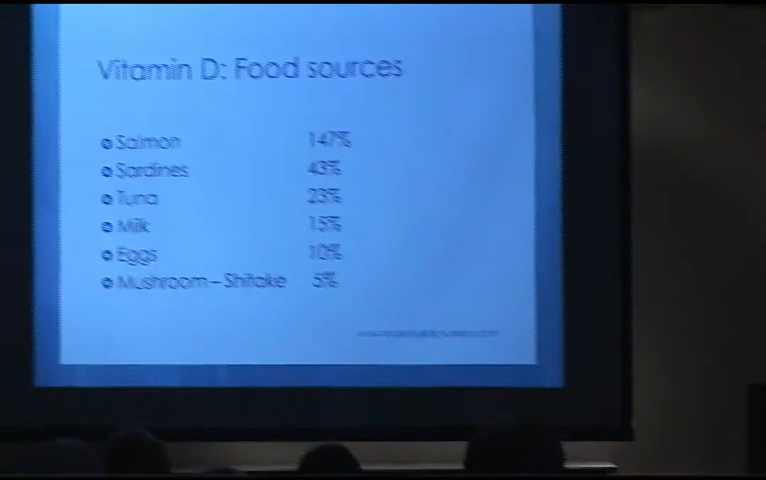 Vitamin D: Food sources
Salmon 147%
Sardines 43%
Tuna 23%
Milk 15%
Eggs 10%
Mushroom – Shitake 5%